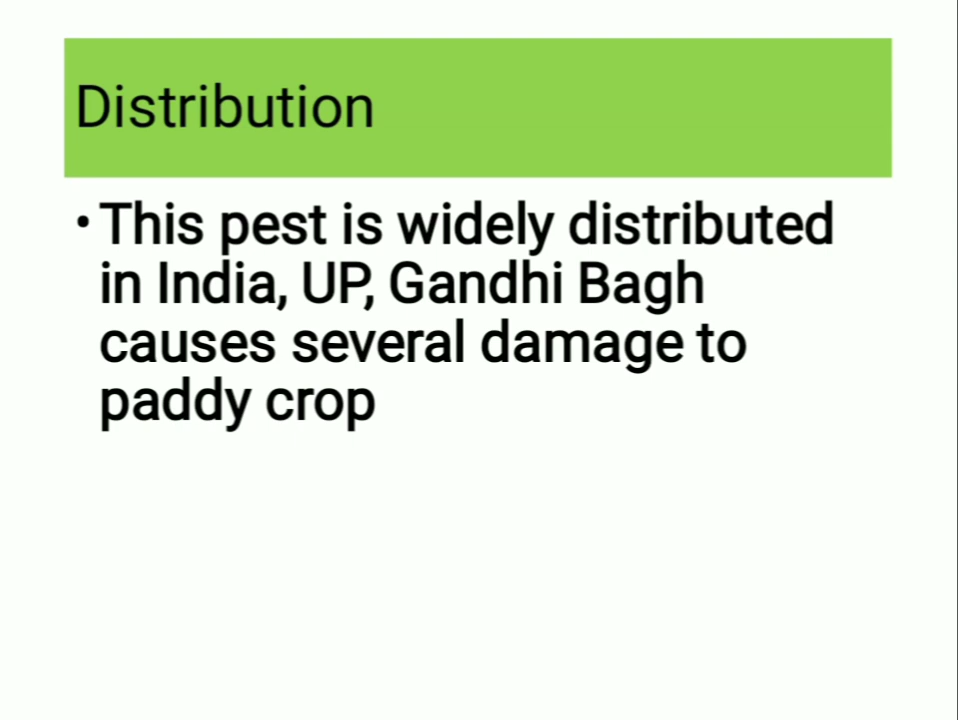 Distribution
• This pest is widely distributed
in India, UP, Gandhi Bagh
causes several damage to
paddy crop